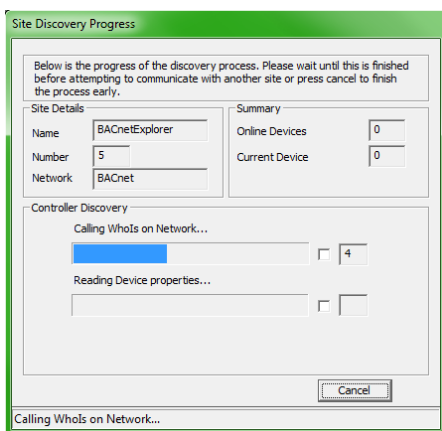 Site Discovery Progress
Below is the progress of the discovery process. Please wait until this is finished
before attempting to communicate with another site or press cancel to finish
the process early.
Site Details
Name BACnetExplorer
Number 5
Network BACnet
Summary
Online Devices 0
Current Device 0
Controller Discovery
Calling WhoIs on Network...
4
Reading Device properties...
Cancel
Calling WhoIs on Network...